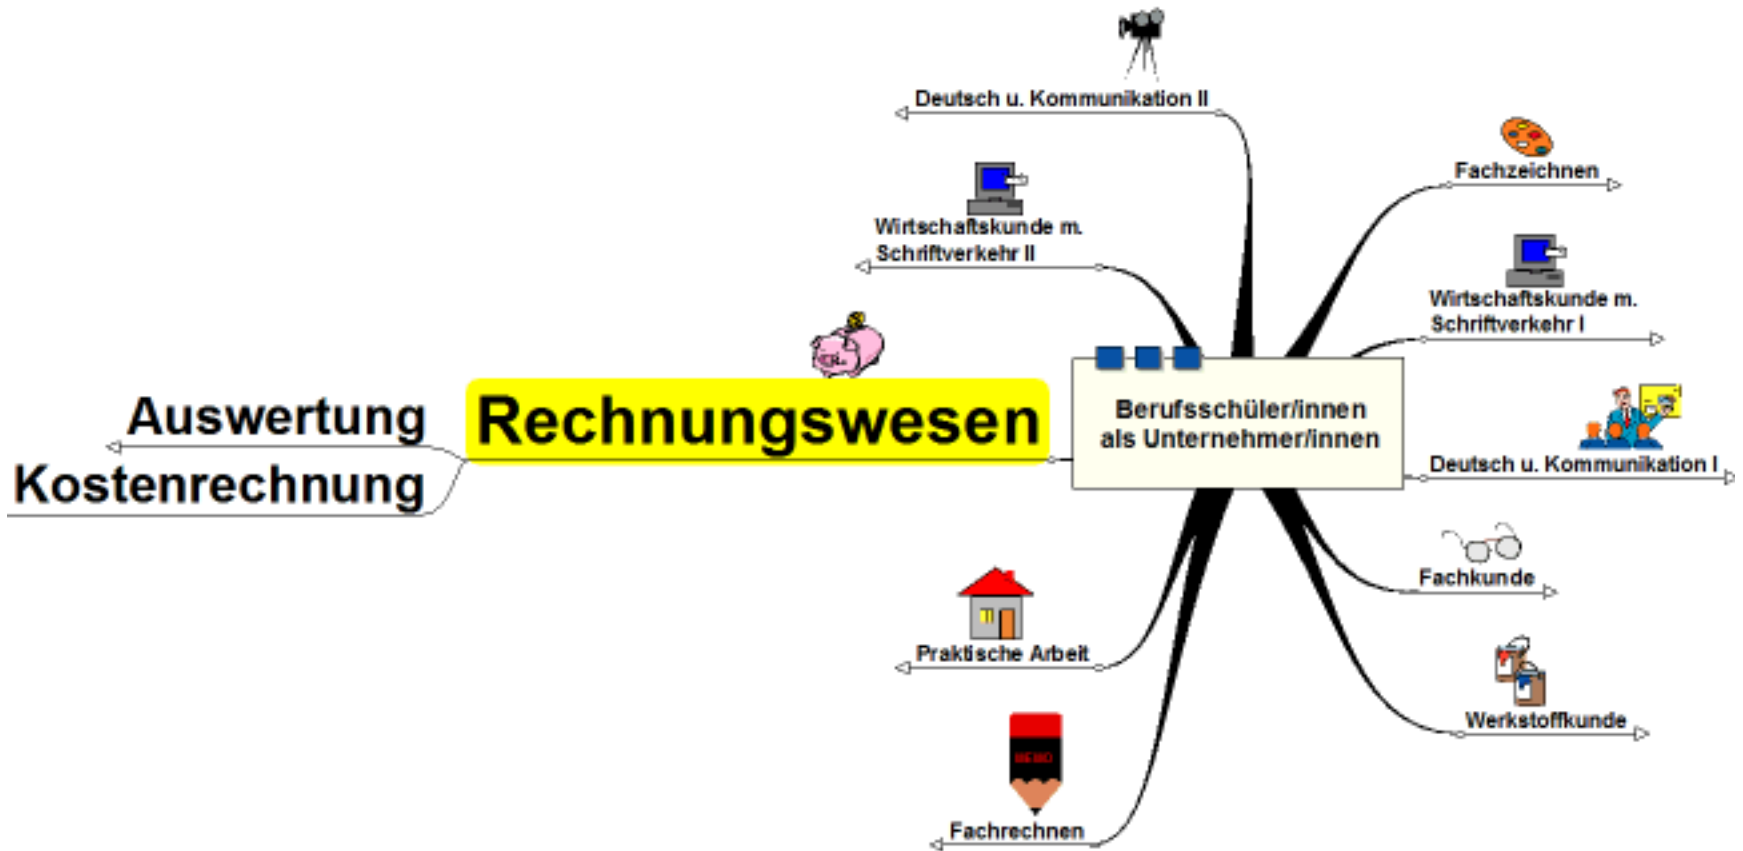 Deutsch u. Kommunikation II
Fachzeichnen
Wirtschaftskunde m.
Schriftverkehr II
Wirtschaftskunde m.
Schriftverkehr I
Auswertung
Rechnungswesen
Kostenrechnung
Berufsschüler/innen
als Unternehmer/innen
Deutsch u. Kommunikation I
Fachkunde
Praktische Arbeit
Werkstoffkunde
MEMO
Fachrechnen